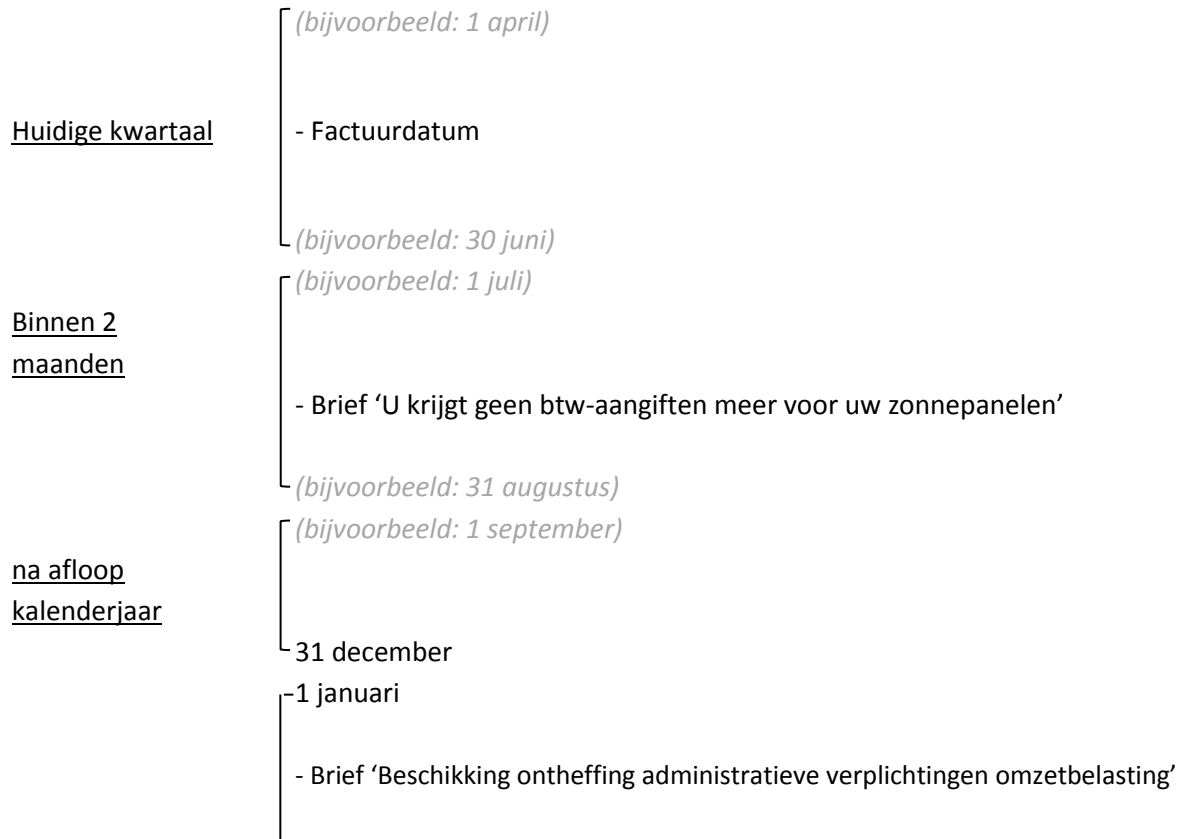 (bijvoorbeeld: 1 april)
Huidige kwartaal
- Factuurdatum
(bijvoorbeeld: 30 juni)
(bijvoorbeeld: 1 juli)
Binnen 2
maanden
- Brief ‘U krijgt geen btw-aangiften meer voor uw zonnepanelen’
(bijvoorbeeld: 31 augustus)
(bijvoorbeeld: 1 september)
na afloop
kalenderjaar
31 december
1 januari
- Brief ‘Beschikking ontheffing administratieve verplichtingen omzetbelasting’